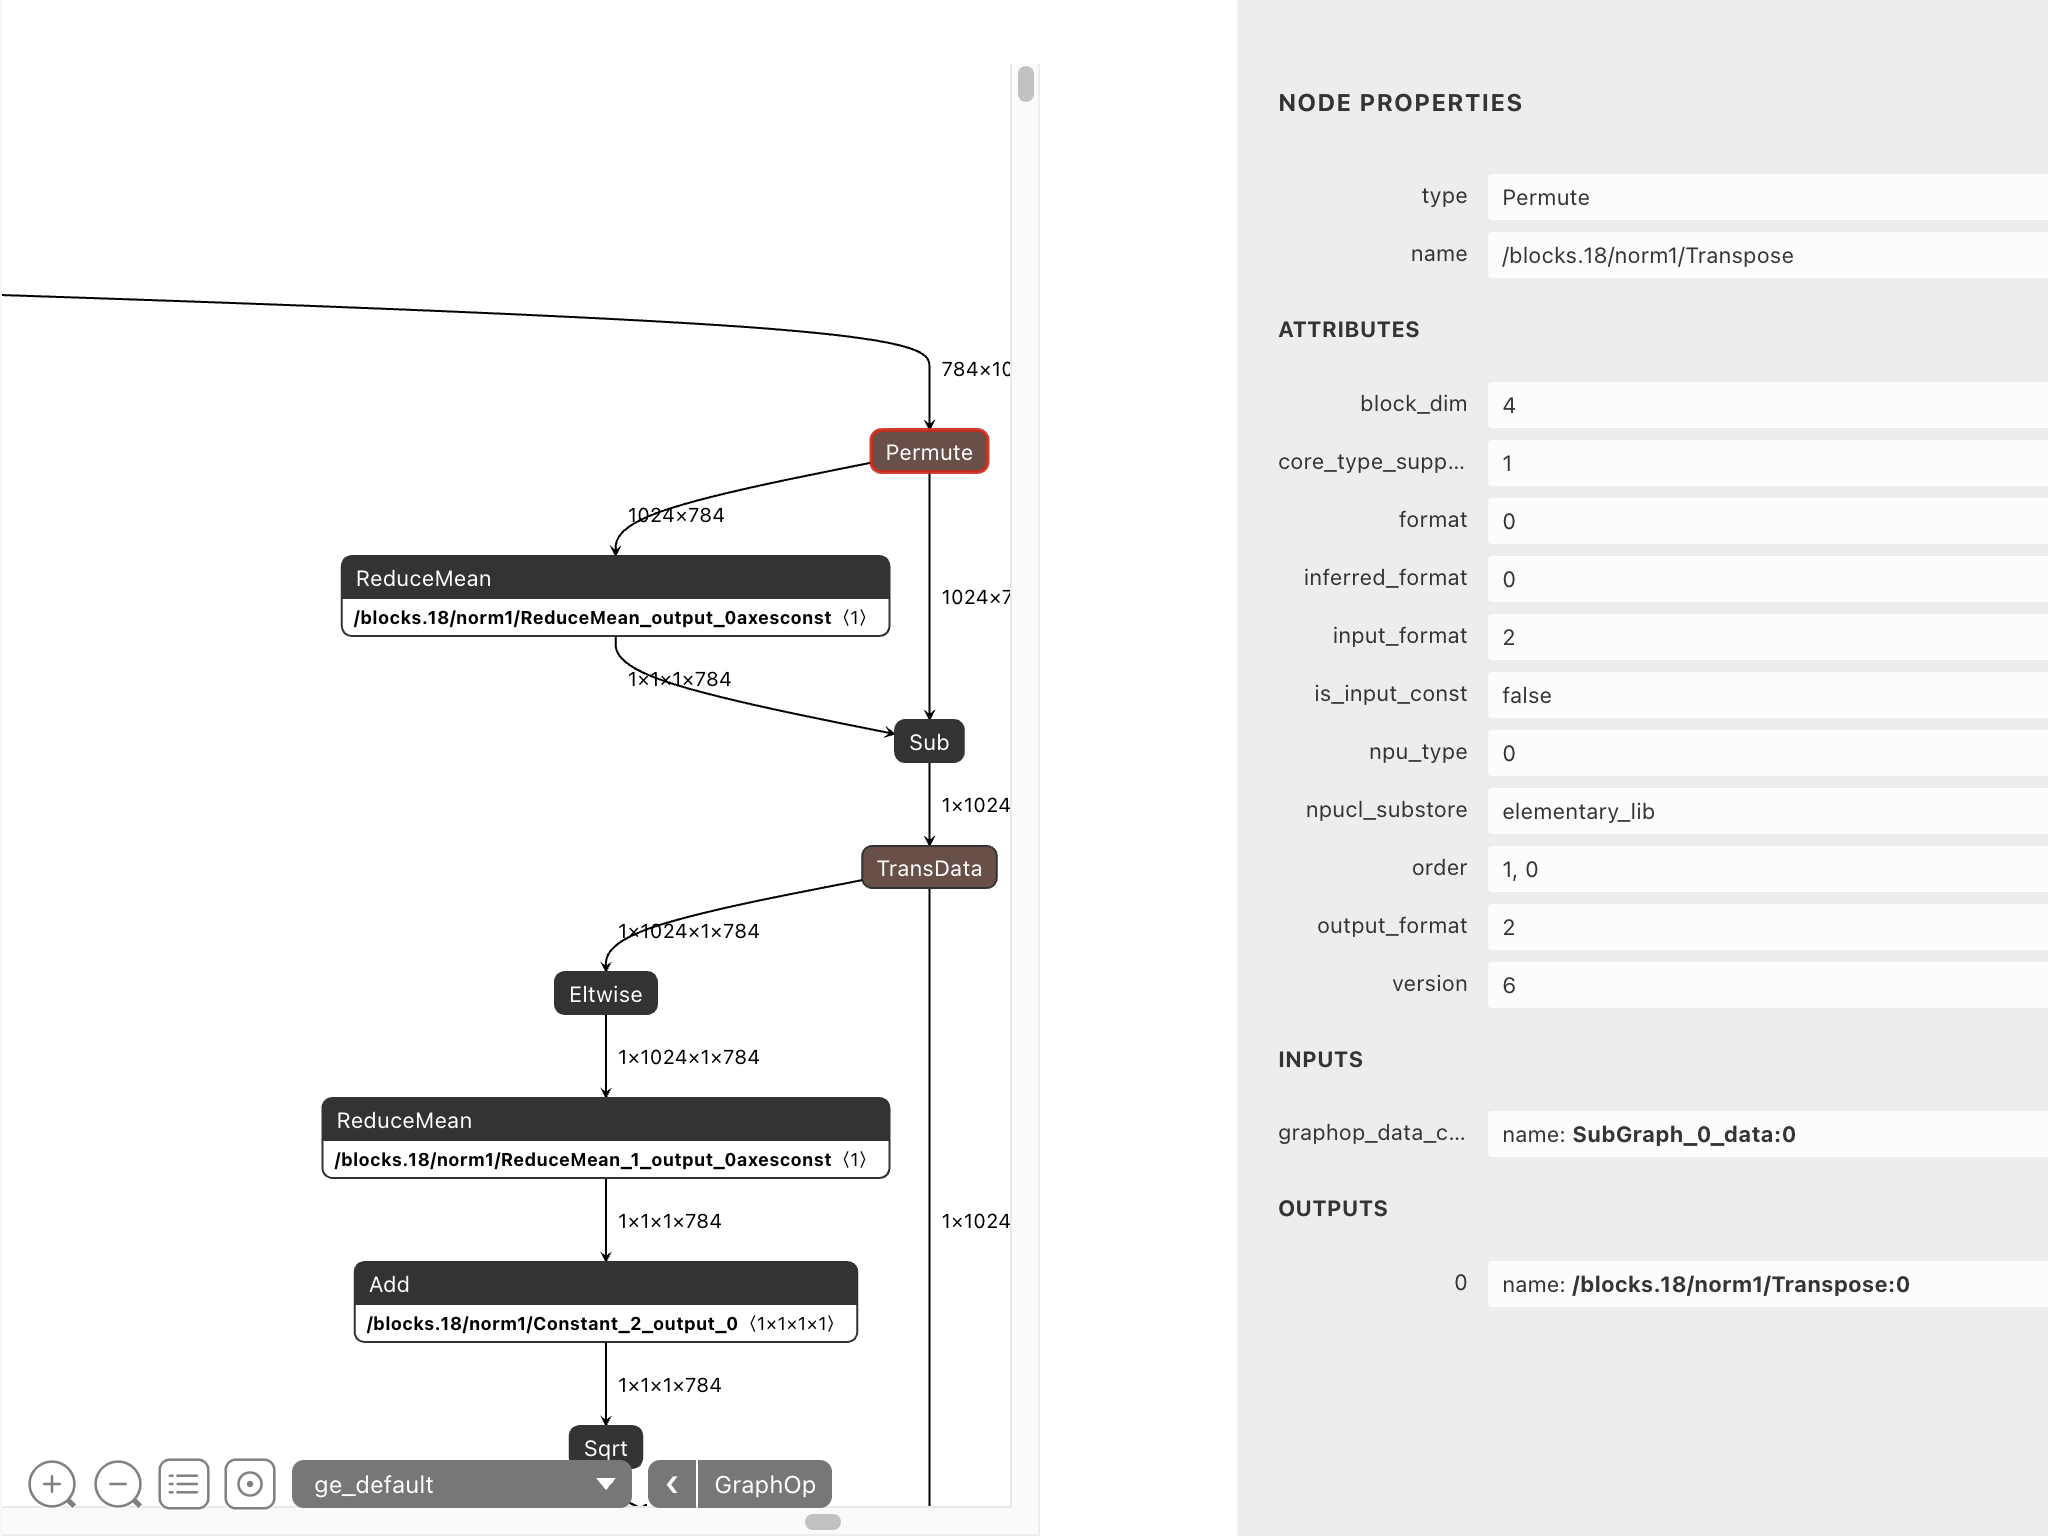 784×10
Permute
1024×784
ReduceMean
/blocks.18/norm1/ReduceMean_output_0axesconst 〈1〉
1024×7
1×1×1×784
Sub
1×1024
TransData
1×1024×1×784
Eltwise
1×1024×1×784
ReduceMean
/blocks.18/norm1/ReduceMean_1_output_0axesconst 〈1〉
1×1×1×784
1×1024
Add
/blocks.18/norm1/Constant_2_output_0 〈1×1×1×1〉
1×1×1×784
Sqrt
ge_default
GraphOp
NODE PROPERTIES
type Permute
name /blocks.18/norm1/Transpose
ATTRIBUTES
block_dim 4
core_type_supp... 1
format 0
inferred_format 0
input_format 2
is_input_const false
npu_type 0
npucl_substore elementary_lib
order 1, 0
output_format 2
version 6
INPUTS
graphop_data_c... name: SubGraph_0_data:0
OUTPUTS
0 name: /blocks.18/norm1/Transpose:0